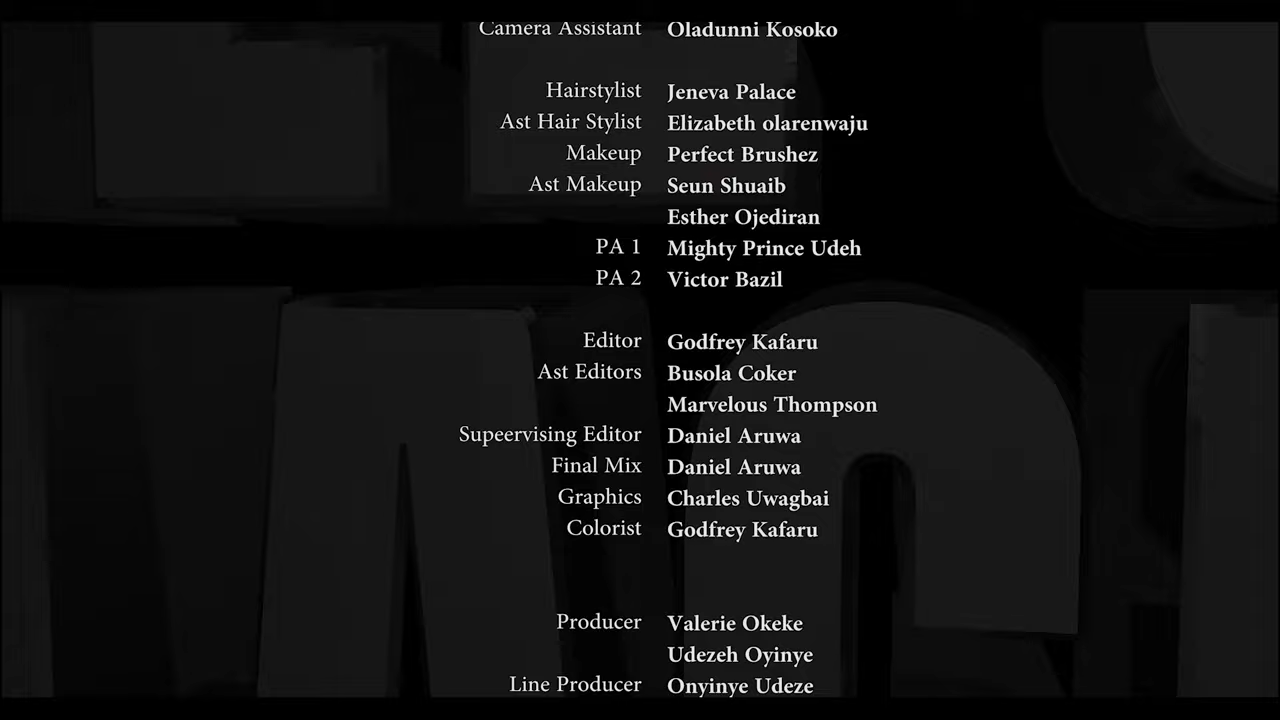 Camera Assistant Oladunni Kosoko
Hairstylist Jeneva Palace
Ast Hair Stylist Elizabeth olarenwaju
Makeup Perfect Brushez
Ast Makeup Seun Shuaib
Esther Ojediran
PA 1 Mighty Prince Udeh
PA 2 Victor Bazil
Editor Godfrey Kafaru
Ast Editors Busola Coker
Marvelous Thompson
Supeervising Editor Daniel Aruwa
Final Mix Daniel Aruwa
Graphics Charles Uwagbai
Colorist Godfrey Kafaru
Producer Valerie Okeke
Udezeh Oyinye
Line Producer Onyinye Udeze